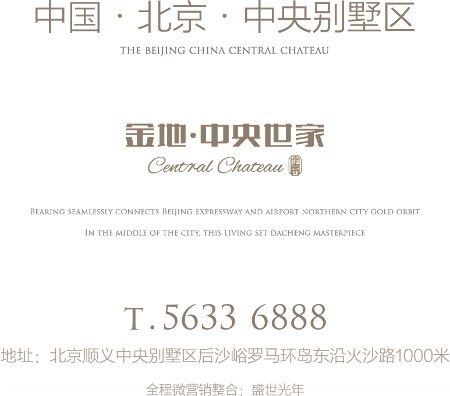 中国·北京·中央别墅区
THE BEIJING CHINA CENTRAL CHATEAU
金地·中央世家
Central Chateau
BEARING SEAMLESSLY CONNECTS BEIJING EXPRESSWAY AND AIRPORT NORTHERN CITY GOLD ORBIT
IN THE MIDDLE OF THE CITY, THIS LIVING SET DACHENG MASTERPIECE
T. 5633 6888
地址：北京顺义中央别墅区后沙峪罗马环岛东沿火沙路1000米
全程微营销整合：盛世光年